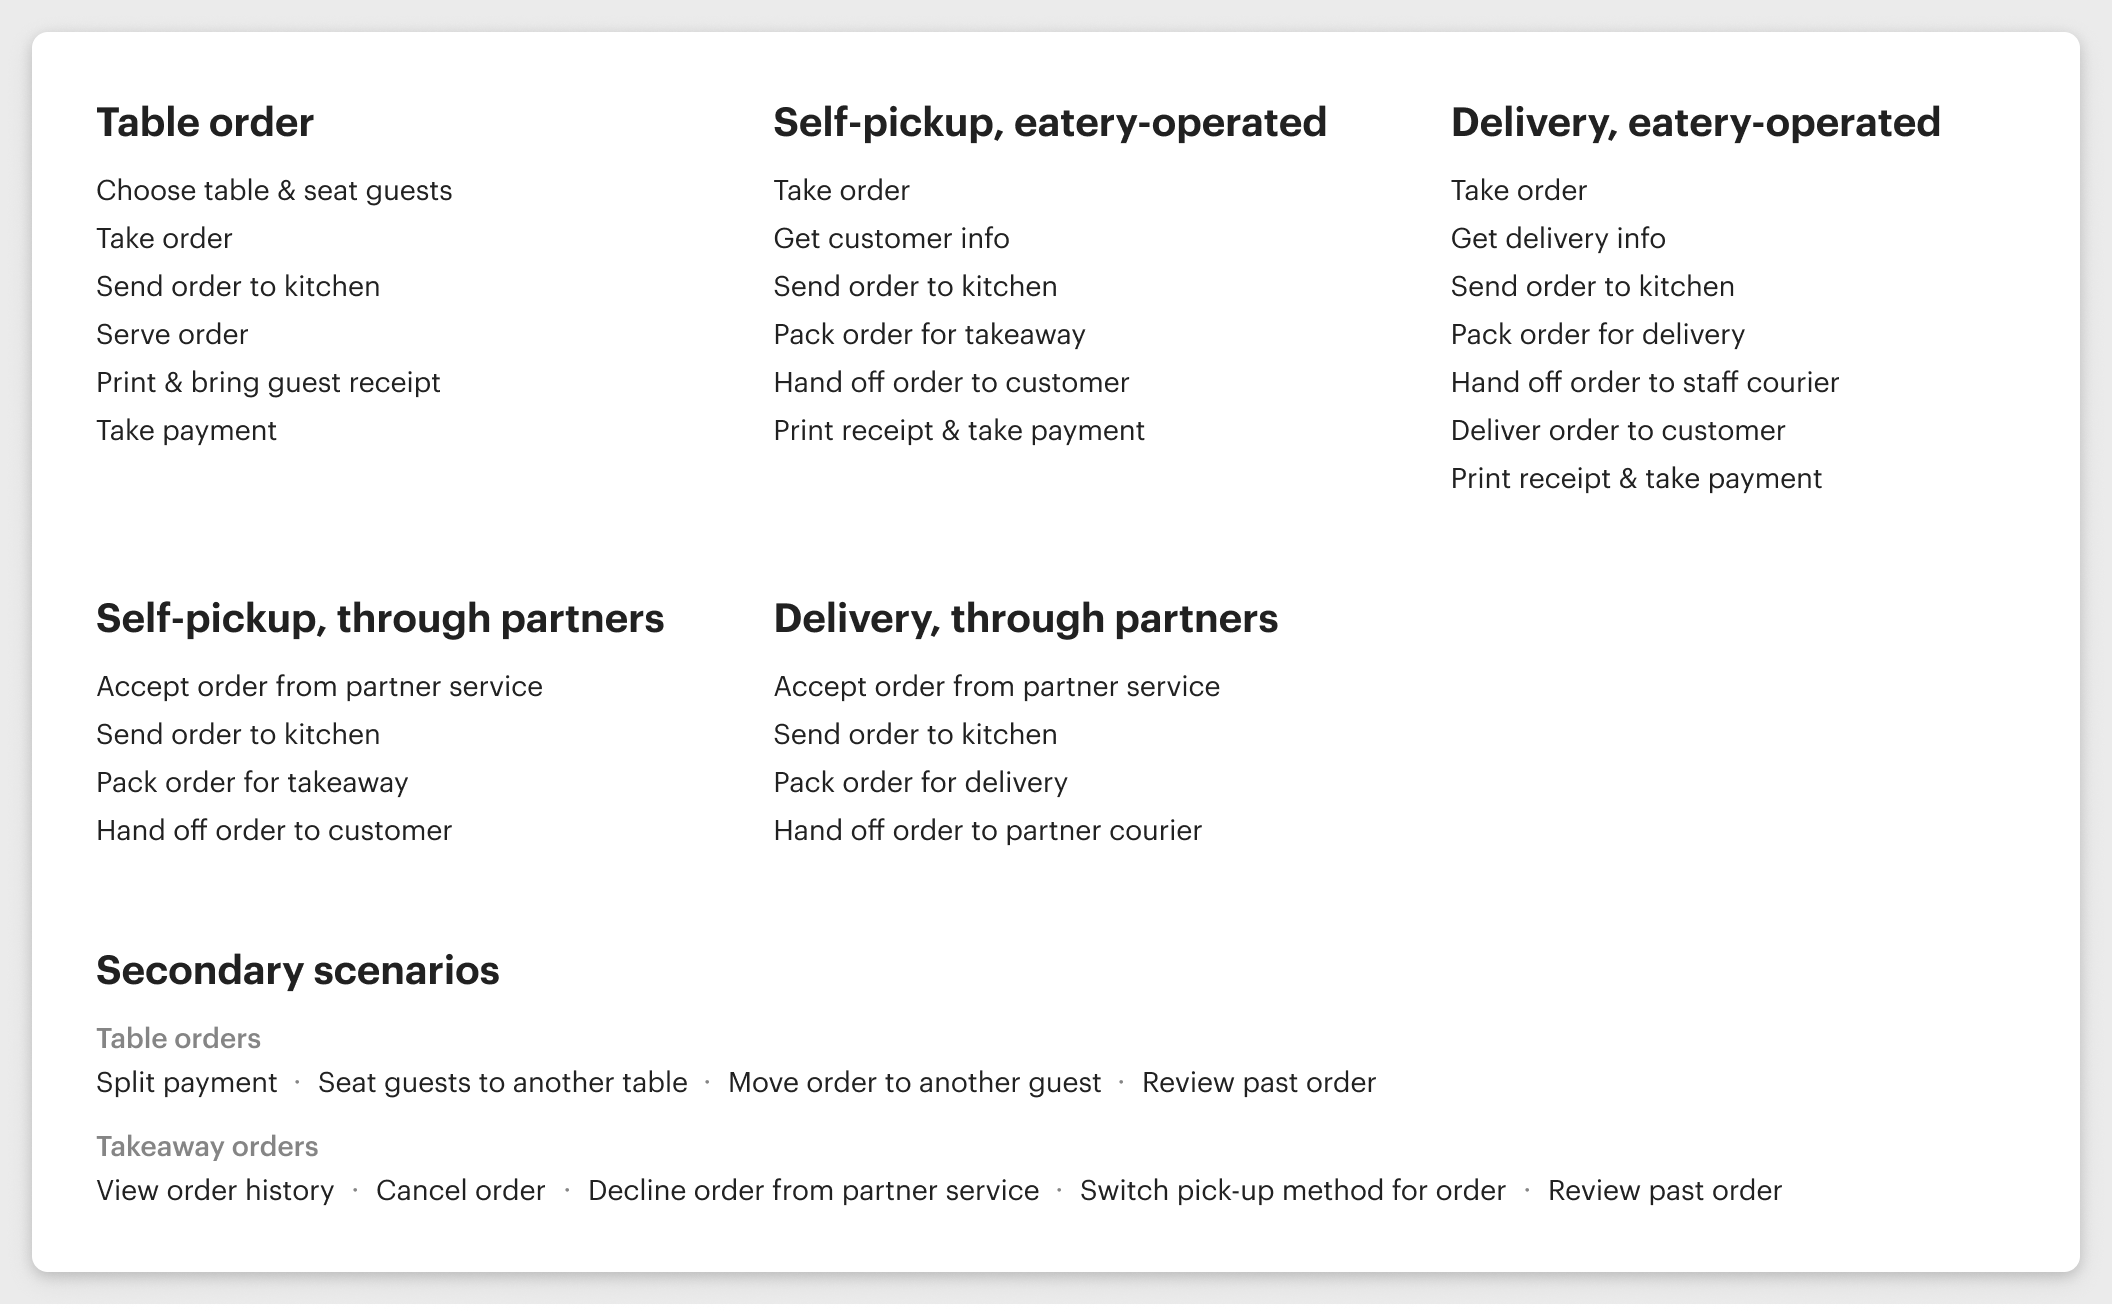 Table order
Choose table & seat guests
Take order
Send order to kitchen
Serve order
Print & bring guest receipt
Take payment
Self-pickup, eatery-operated
Take order
Get customer info
Send order to kitchen
Pack order for takeaway
Hand off order to customer
Print receipt & take payment
Delivery, eatery-operated
Take order
Get delivery info
Send order to kitchen
Pack order for delivery
Hand off order to staff courier
Deliver order to customer
Print receipt & take payment
Self-pickup, through partners
Accept order from partner service
Send order to kitchen
Pack order for takeaway
Hand off order to customer
Delivery, through partners
Accept order from partner service
Send order to kitchen
Pack order for delivery
Hand off order to partner courier
Secondary scenarios
Table orders
Split payment · Seat guests to another table · Move order to another guest · Review past order
Takeaway orders
View order history · Cancel order · Decline order from partner service · Switch pick-up method for order · Review past order